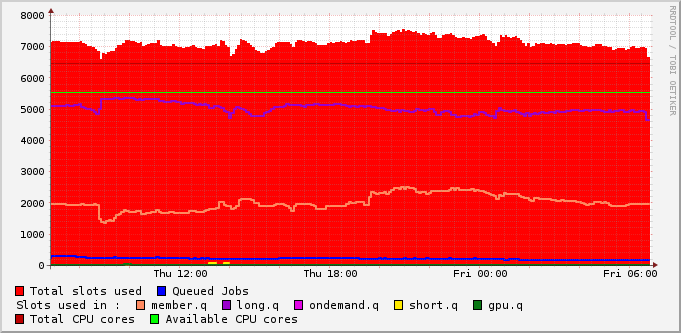 8000
7000
6000
5000
4000
3000
2000
1000
0
Thu 12:00 Thu 18:00 Fri 00:00 Fri 06:00
RRDTOOL / TOBI OETIKER
Total slots used Queued Jobs
Slots used in : member.q long.q ondemand.q short.q gpu.q
Total CPU cores Available CPU cores